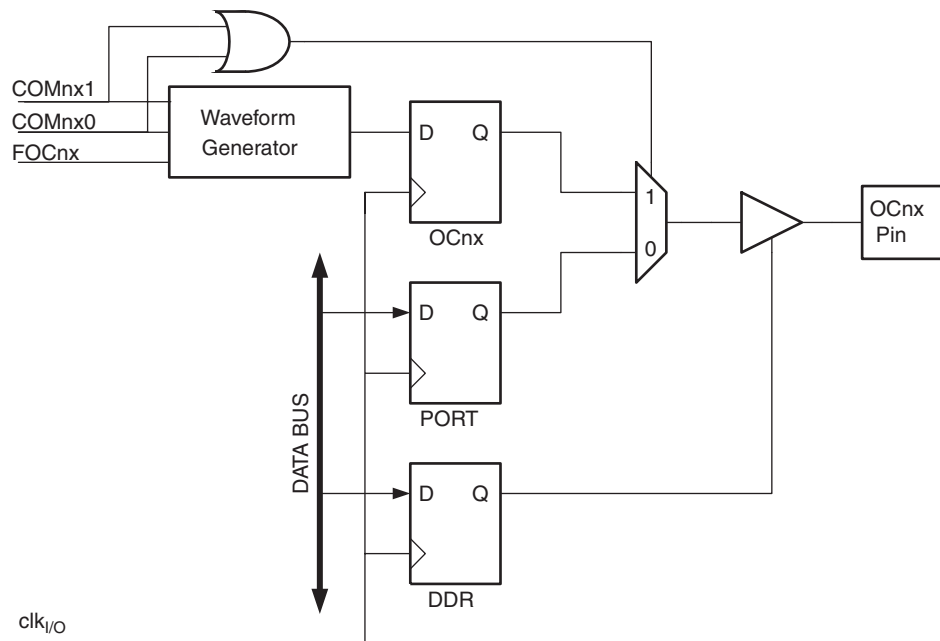 COMnx1
COMnx0
FOCnx
Waveform
Generator
D Q
OCnx
1
0
OCnx
Pin
D Q
PORT
DATA BUS
D Q
DDR
clkI/O